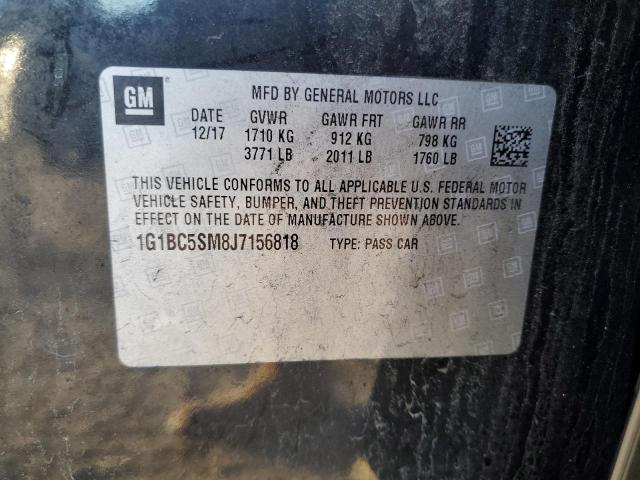 GM
MFD BY GENERAL MOTORS LLC
DATE GVWR GAWR FRT GAWR RR
12/17 1710 KG 912 KG 798 KG
3771 LB 2011 LB 1760 LB
THIS VEHICLE CONFORMS TO ALL APPLICABLE U.S. FEDERAL MOTOR
VEHICLE SAFETY, BUMPER, AND THEFT PREVENTION STANDARDS IN
EFFECT ON THE DATE OF MANUFACTURE SHOWN ABOVE.
1G1BC5SM8J7156818 TYPE: PASS CAR